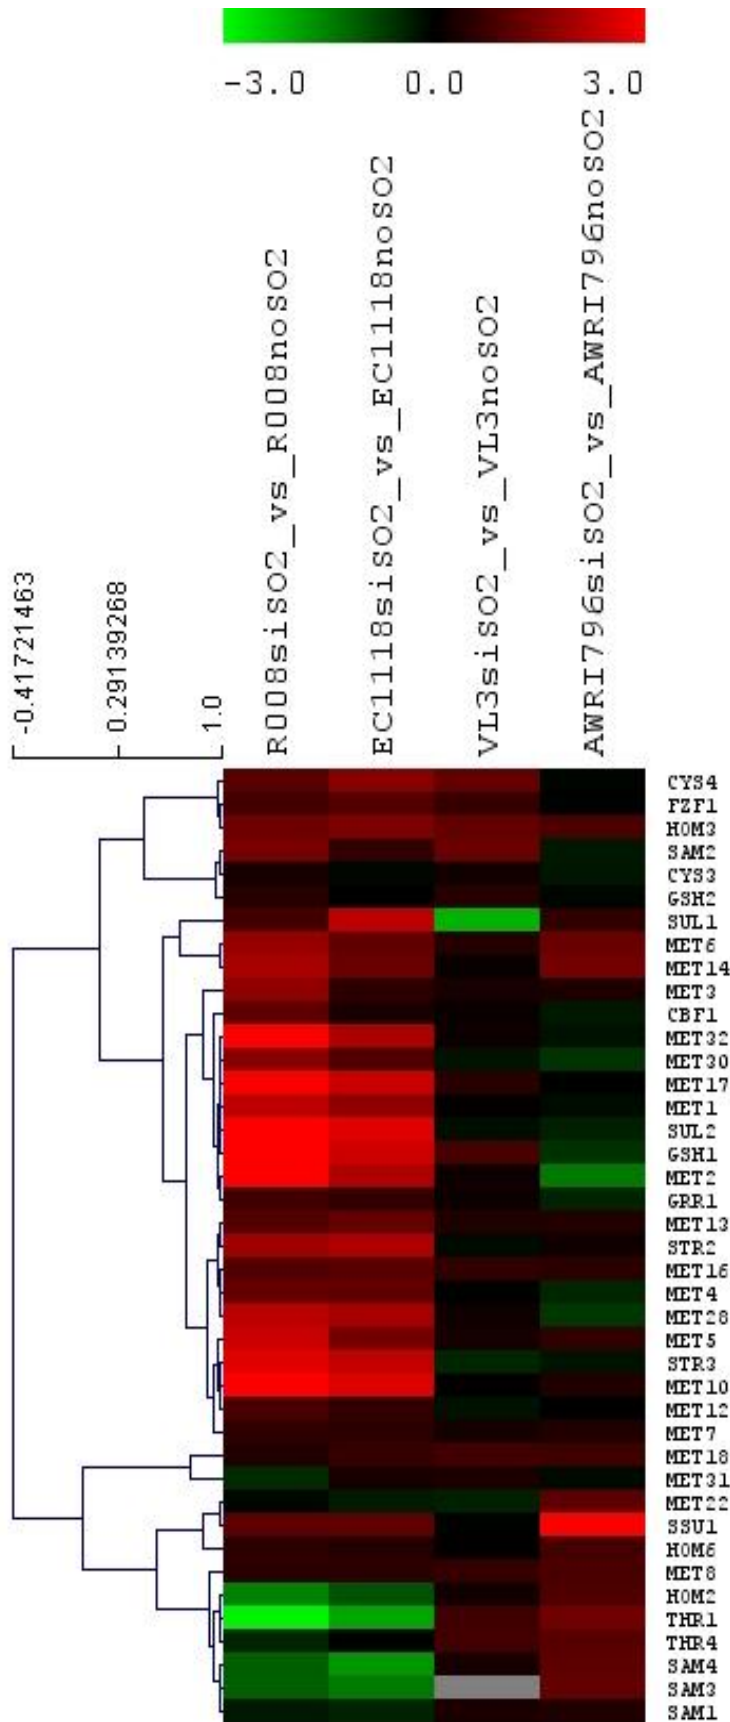 -3.0 0.0 3.0
R008siSO2_vs_R008noSO2
EC1118siSO2_vs_EC1118noSO2
VL3siSO2_vs_VL3noSO2
AWRI796siSO2_vs_AWRI796noSO2
-0.41721463
0.29139268
1.0
CYS4
FZF1
HOM3
SAM2
CYS3
GSH2
SUL1
MET6
MET14
MET3
CBF1
MET32
MET30
MET17
MET1
SUL2
GSH1
MET2
GRR1
MET13
STR2
MET16
MET4
MET28
MET5
STR3
MET10
MET12
MET7
MET18
MET31
MET22
SSU1
HOM6
MET8
HOM2
THR1
THR4
SAM4
SAM3
SAM1